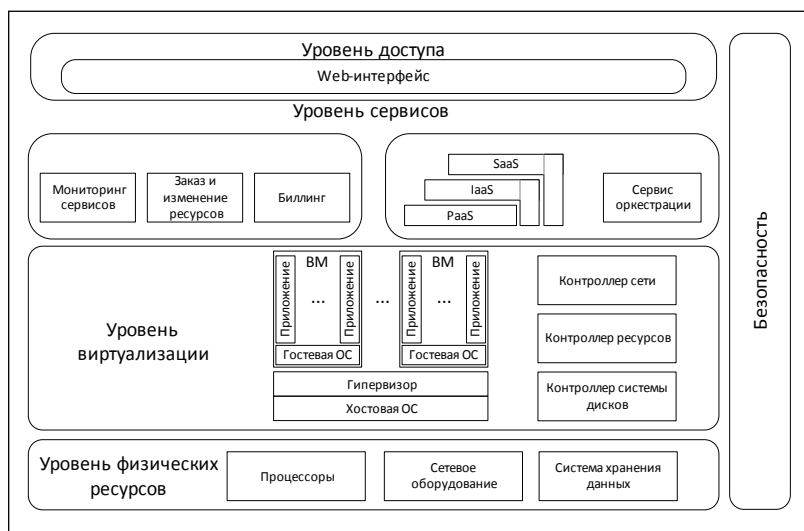 Уровень доступа
Web-интерфейс
Уровень сервисов
Мониторинг
сервисов
Заказ и
изменение
ресурсов
Биллинг
SaaS
IaaS
PaaS
Сервис
оркестрации
Уровень
виртуализации
ВМ
Приложение
...
Приложение
Гостевая ОС
...
ВМ
Приложение
...
Приложение
Гостевая ОС
Гипервизор
Хостовая ОС
Контроллер сети
Контроллер ресурсов
Контроллер системы
дисков
Уровень физических
ресурсов
Процессоры
Сетевое
оборудование
Система хранения
данных
Безопасность